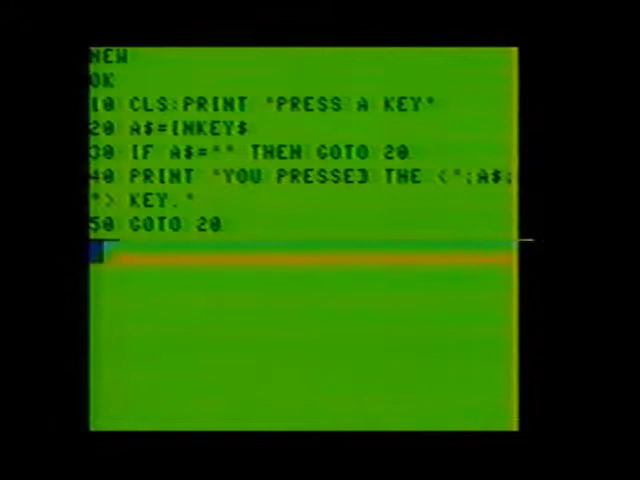 NEW
OK
10 CLS:PRINT "PRESS A KEY"
20 A$=INKEY$
30 IF A$="" THEN GOTO 20
40 PRINT "YOU PRESSED THE <";A$;
"> KEY."
50 GOTO 20